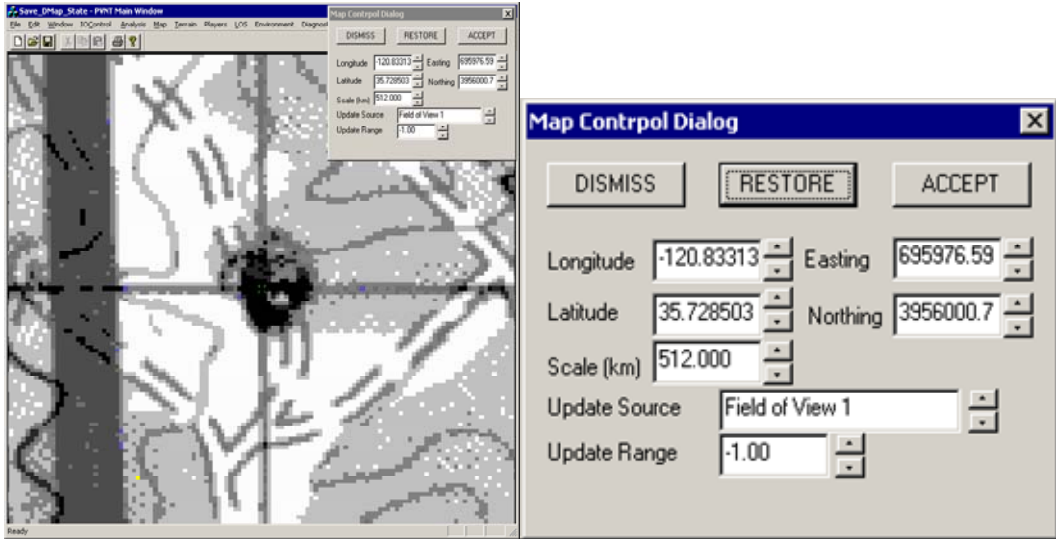 Save_DMap_State - PVNT Main Window
File Edit Window IOControl Analysis Map Terrain Players LOS Environment Diagnost
Map Contrpol Dialog
DISMISS RESTORE ACCEPT
Longitude -120.83313 Easting 695976.59
Latitude 35.728503 Northing 3956000.7
Scale (km) 512.000
Update Source Field of View 1
Update Range -1.00
Ready
Map Contrpol Dialog
DISMISS RESTORE ACCEPT
Longitude -120.83313 Easting 695976.59
Latitude 35.728503 Northing 3956000.7
Scale (km) 512.000
Update Source Field of View 1
Update Range -1.00